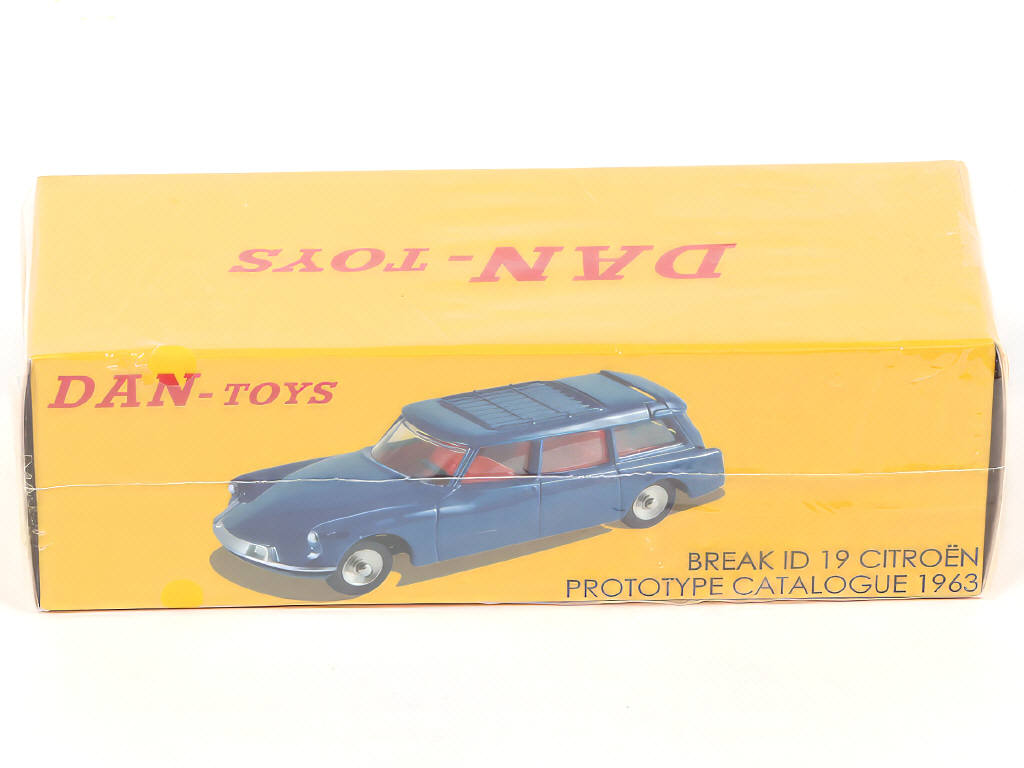 DAN-TOYS
DAN-TOYS
BREAK ID 19 CITROËN
PROTOTYPE CATALOGUE 1963